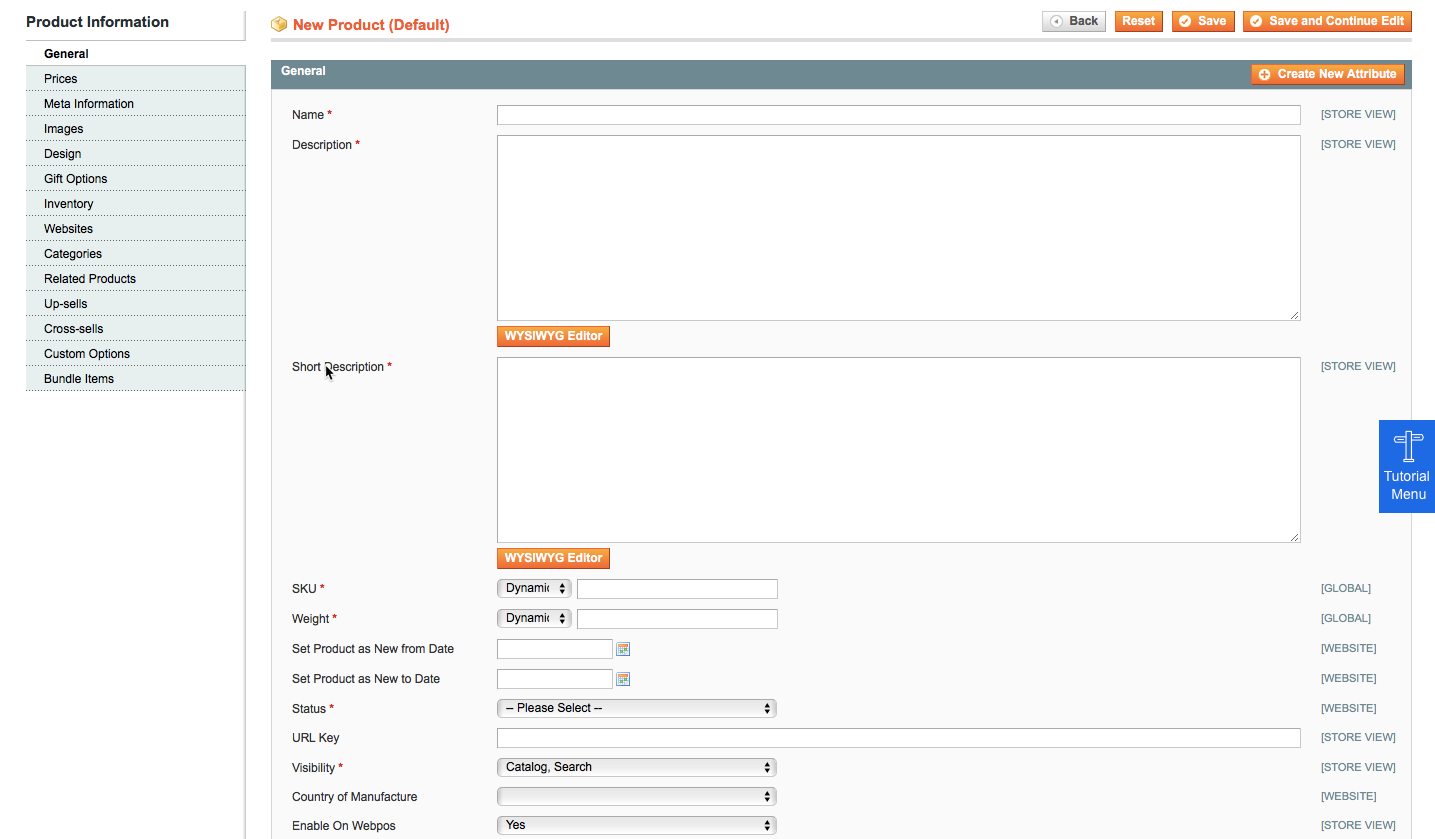 Product Information
General
Prices
Meta Information
Images
Design
Gift Options
Inventory
Websites
Categories
Related Products
Up-sells
Cross-sells
Custom Options
Bundle Items
New Product (Default)
Back Reset Save Save and Continue Edit
General Create New Attribute
Name * [STORE VIEW]
Description * [STORE VIEW]
WYSIWYG Editor
Short Description * [STORE VIEW]
WYSIWYG Editor
SKU * Dynamic [GLOBAL]
Weight * Dynamic [GLOBAL]
Set Product as New from Date [WEBSITE]
Set Product as New to Date [WEBSITE]
Status * -- Please Select -- [WEBSITE]
URL Key [STORE VIEW]
Visibility * Catalog, Search [STORE VIEW]
Country of Manufacture [WEBSITE]
Enable On Webpos Yes [STORE VIEW]
Tutorial
Menu